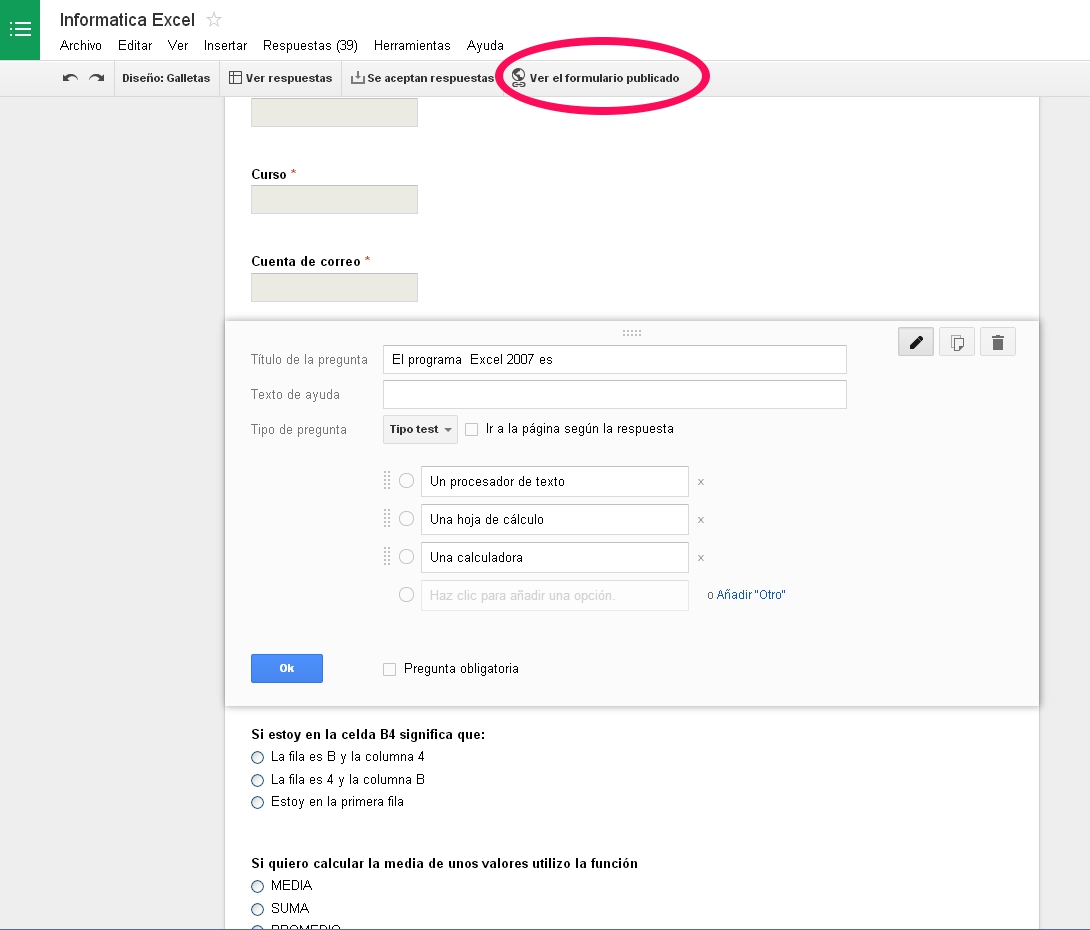 Informatica Excel
Archivo Editar Ver Insertar Respuestas (39) Herramientas Ayuda
Diseño: Galletas Ver respuestas Se aceptan respuestas Ver el formulario publicado
Curso *
Cuenta de correo *
Título de la pregunta El programa Excel 2007 es
Texto de ayuda
Tipo de pregunta Tipo test Ir a la página según la respuesta
Un procesador de texto x
Una hoja de cálculo x
Una calculadora x
Haz clic para añadir una opción. o Añadir "Otro"
Ok Pregunta obligatoria
Si estoy en la celda B4 significa que:
La fila es B y la columna 4
La fila es 4 y la columna B
Estoy en la primera fila
Si quiero calcular la media de unos valores utilizo la función
MEDIA
SUMA
PROMEDIO